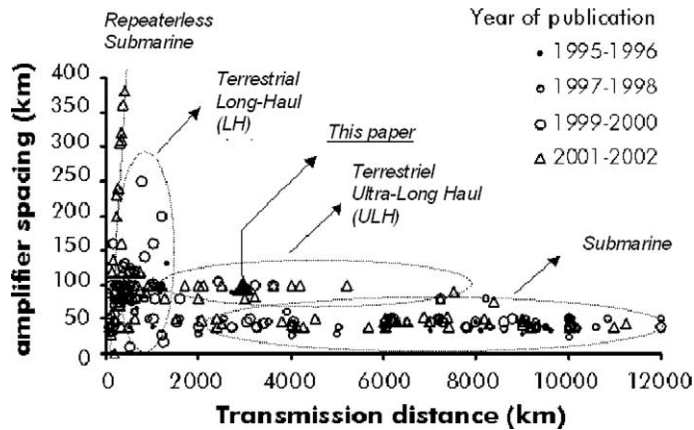 Repeaterless
Submarine
Year of publication
1995-1996
1997-1998
1999-2000
2001-2002
Terrestrial
Long-Haul
(LH)
This paper
Terrestriel
Ultra-Long Haul
(ULH)
Submarine
amplifier spacing (km)
400
350
300
250
200
150
100
50
0
0
2000
4000
6000
8000
10000
12000
Transmission distance (km)